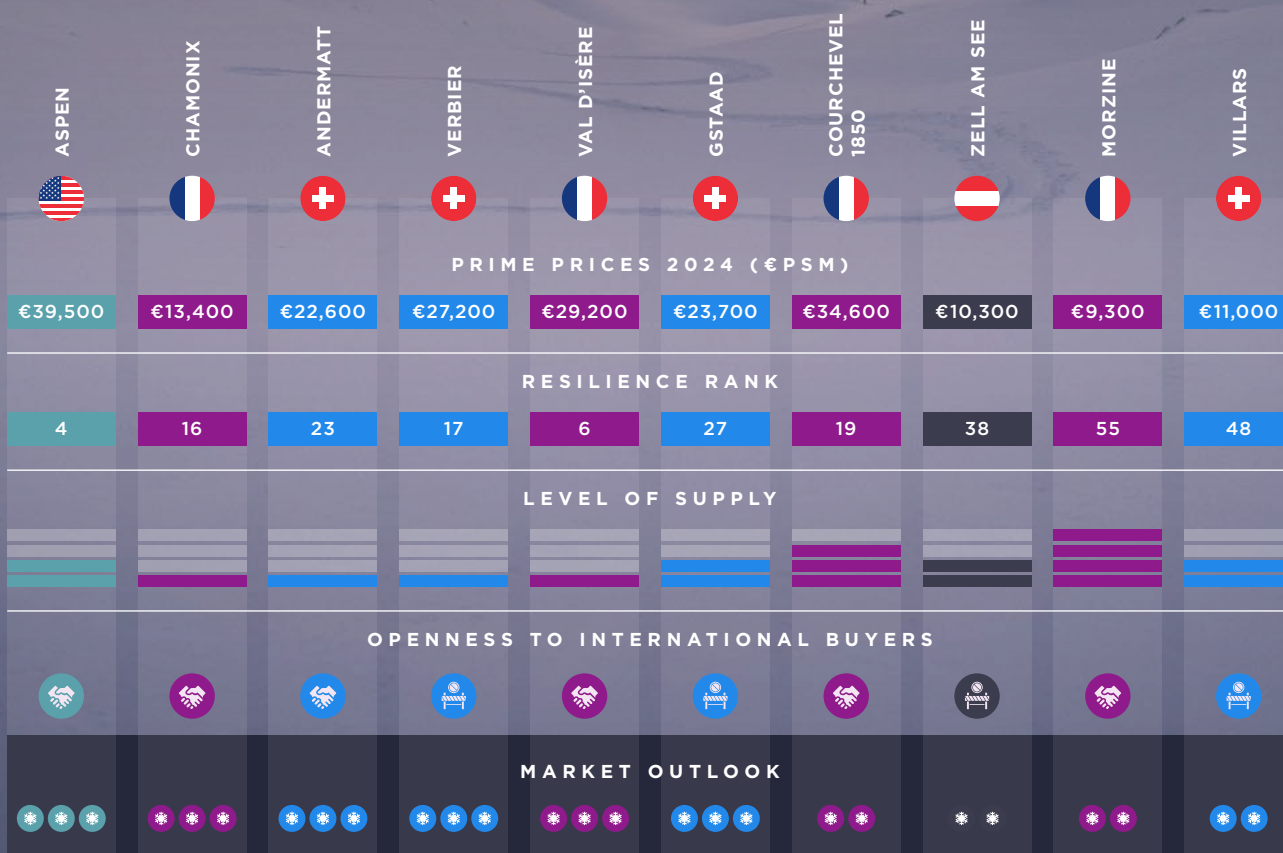 ASPEN
CHAMONIX
ANDERMATT
VERBIER
VAL D'ISÈRE
GSTAAD
COURCHEVEL
1850
ZELL AM SEE
MORZINE
VILLARS
PRIME PRICES 2024 (€PSM)
€39,500 €13,400 €22,600 €27,200 €29,200 €23,700 €34,600 €10,300 €9,300 €11,000
RESILIENCE RANK
4 16 23 17 6 27 19 38 55 48
LEVEL OF SUPPLY
OPENNESS TO INTERNATIONAL BUYERS
MARKET OUTLOOK